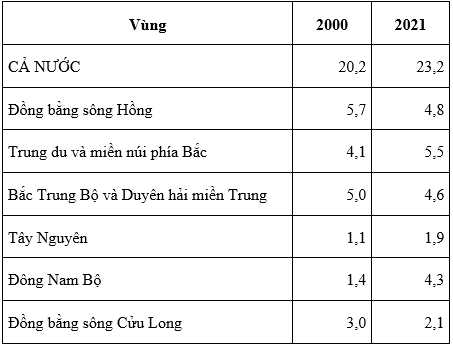 Vùng 2000 2021
CẢ NƯỚC 20,2 23,2
Đồng bằng sông Hồng 5,7 4,8
Trung du và miền núi phía Bắc 4,1 5,5
Bắc Trung Bộ và Duyên hải miền Trung 5,0 4,6
Tây Nguyên 1,1 1,9
Đông Nam Bộ 1,4 4,3
Đồng bằng sông Cửu Long 3,0 2,1